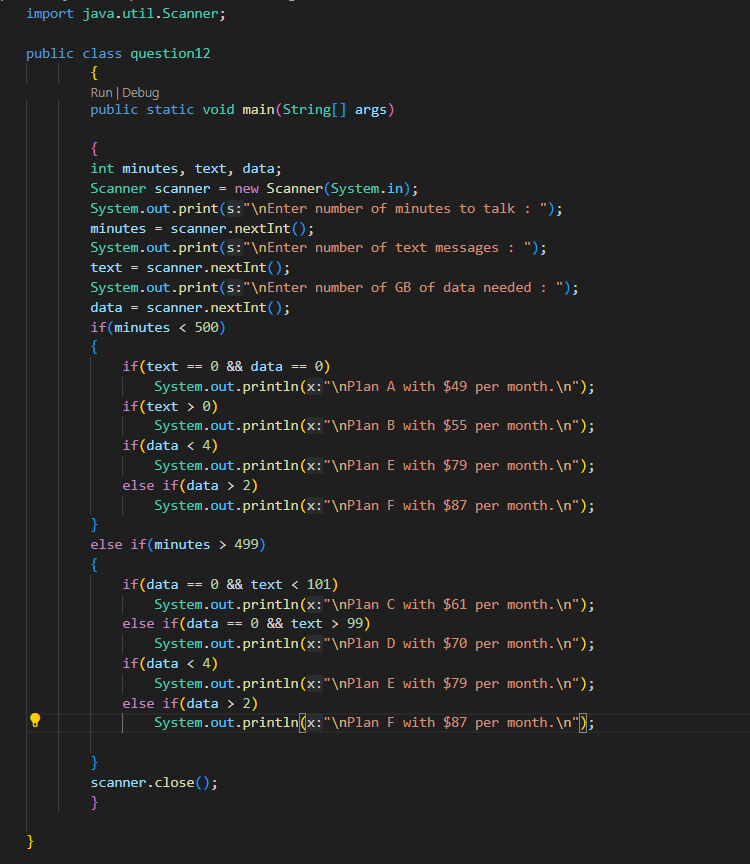 import java.util.Scanner;
public class question12
{
Run | Debug
public static void main(String[] args)
{
int minutes, text, data;
Scanner scanner = new Scanner(System.in);
System.out.print(s:"\nEnter number of minutes to talk : ");
minutes = scanner.nextInt();
System.out.print(s:"\nEnter number of text messages : ");
text = scanner.nextInt();
System.out.print(s:"\nEnter number of GB of data needed : ");
data = scanner.nextInt();
if(minutes < 500)
{
if(text == 0 && data == 0)
System.out.println(x:"\nPlan A with $49 per month.\n");
if(text > 0)
System.out.println(x:"\nPlan B with $55 per month.\n");
if(data < 4)
System.out.println(x:"\nPlan E with $79 per month.\n");
else if(data > 2)
System.out.println(x:"\nPlan F with $87 per month.\n");
}
else if(minutes > 499)
{
if(data == 0 && text < 101)
System.out.println(x:"\nPlan C with $61 per month.\n");
else if(data == 0 && text > 99)
System.out.println(x:"\nPlan D with $70 per month.\n");
if(data < 4)
System.out.println(x:"\nPlan E with $79 per month.\n");
else if(data > 2)
System.out.println(x:"\nPlan F with $87 per month.\n");
}
scanner.close();
}
}